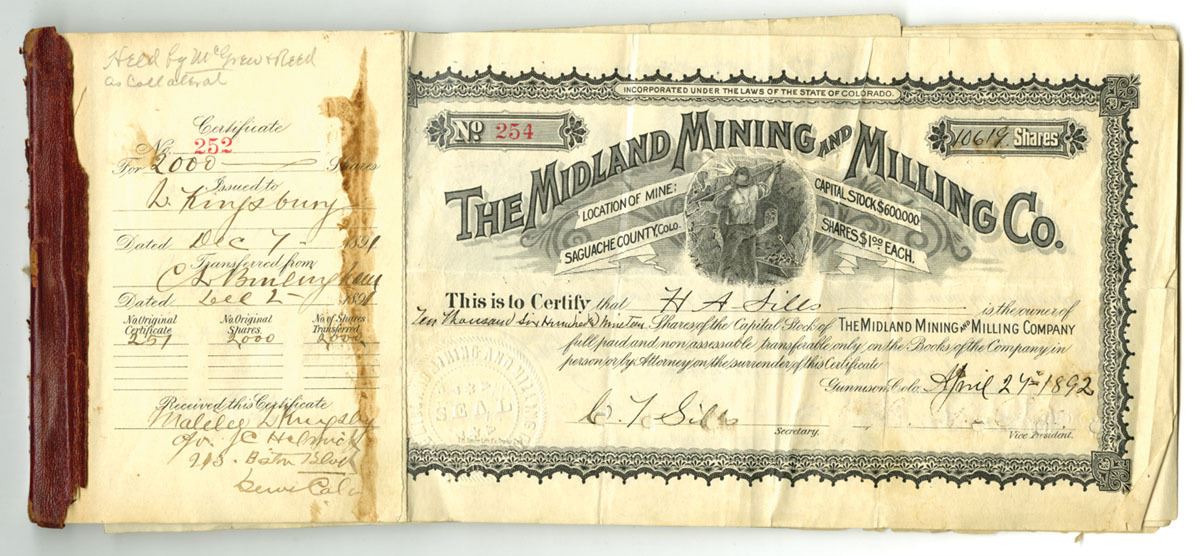 Held by McGrew & Reed
as Collateral
Certificate
No. 252
For 2000 Shares
Issued to
L. Kingsbury
Dated Dec 7 1891
Transferred from
Dated Dec 2 1891
No. Original Certificate No. Original Shares No. of Shares Transferred
251 2000 2000
Received this Certificate
c/o J C Helmick
INCORPORATED UNDER THE LAWS OF THE STATE OF COLORADO.
No 254
10619 Shares
THE MIDLAND MINING AND MILLING CO.
LOCATION OF MINE:
SAGUACHE COUNTY, COLO.
CAPITAL STOCK $600,000
SHARES $1.00 EACH.
This is to Certify that H A Sills is the owner of
Ten Thousand Six Hundred Nineteen Shares of the Capital Stock of THE MIDLAND MINING AND MILLING COMPANY
full paid and non assessable transferable only on the Books of the Company in
person or by Attorney on the surrender of this Certificate
Gunnison, Colo. April 27th 1892
MINING AND MILLING
SEAL
C. T. Sills
Secretary.
Vice President.